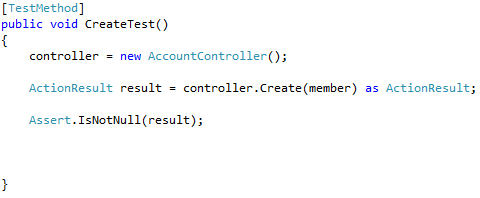 [TestMethod]
public void CreateTest()
{
controller = new AccountController();
ActionResult result = controller.Create(member) as ActionResult;
Assert.IsNotNull(result);
}